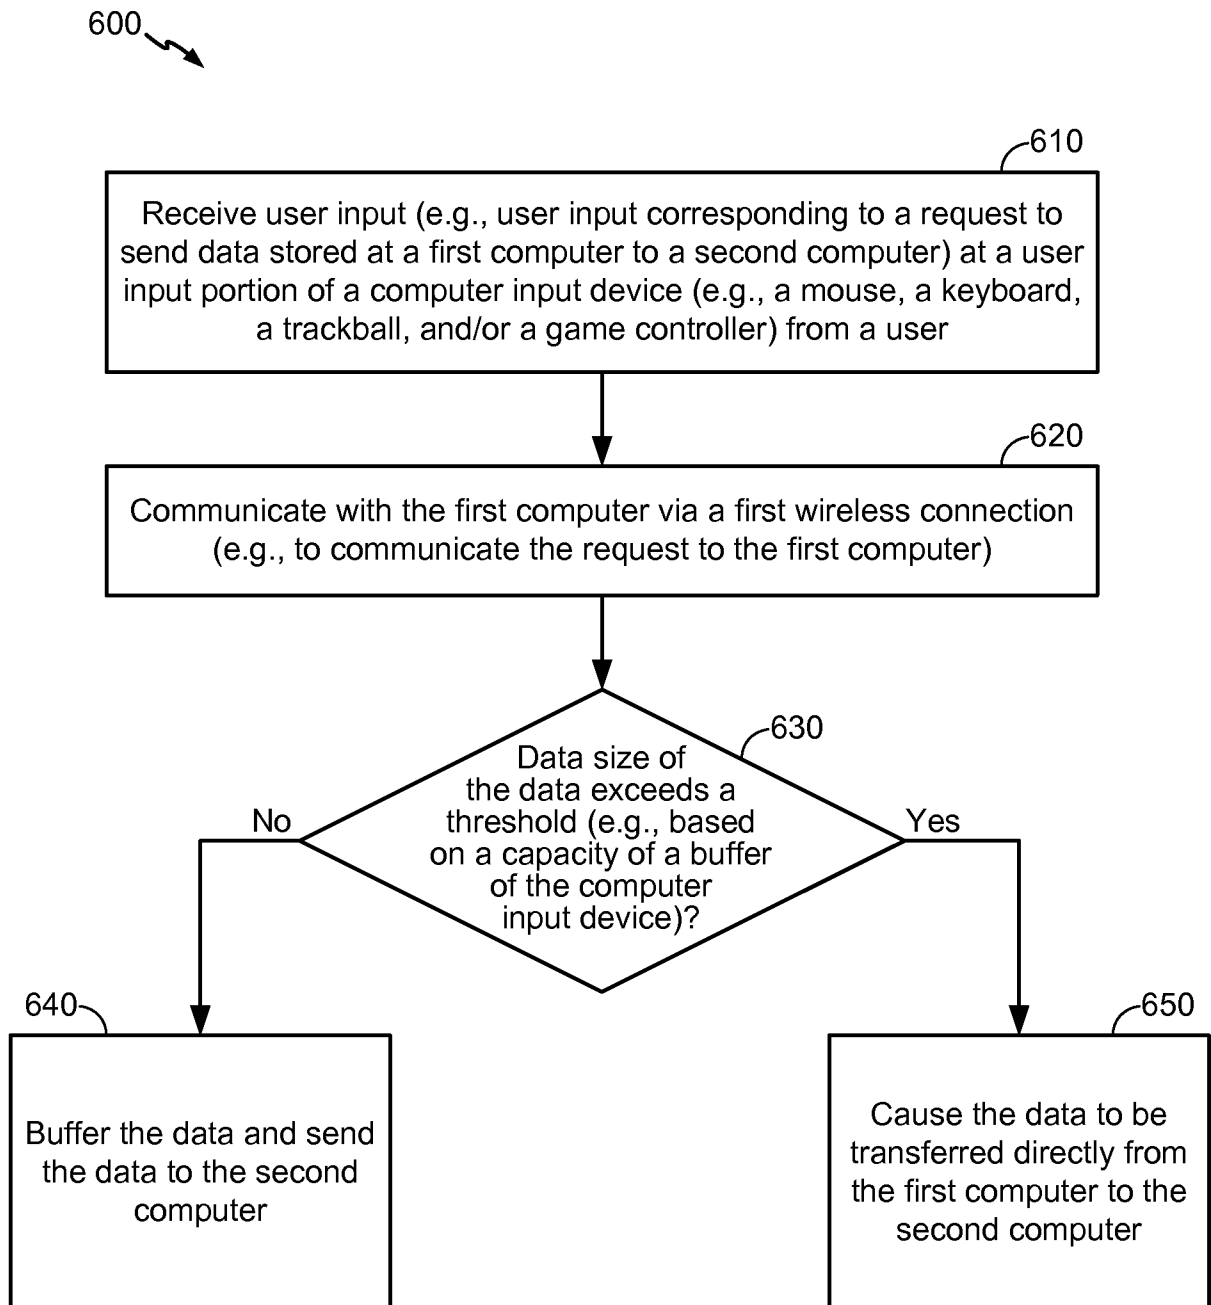 600
610
Receive user input (e.g., user input corresponding to a request to
send data stored at a first computer to a second computer) at a user
input portion of a computer input device (e.g., a mouse, a keyboard,
a trackball, and/or a game controller) from a user
620
Communicate with the first computer via a first wireless connection
(e.g., to communicate the request to the first computer)
630
Data size of
the data exceeds a
threshold (e.g., based
on a capacity of a buffer
of the computer
input device)?
No
Yes
640
Buffer the data and send
the data to the second
computer
650
Cause the data to be
transferred directly from
the first computer to the
second computer